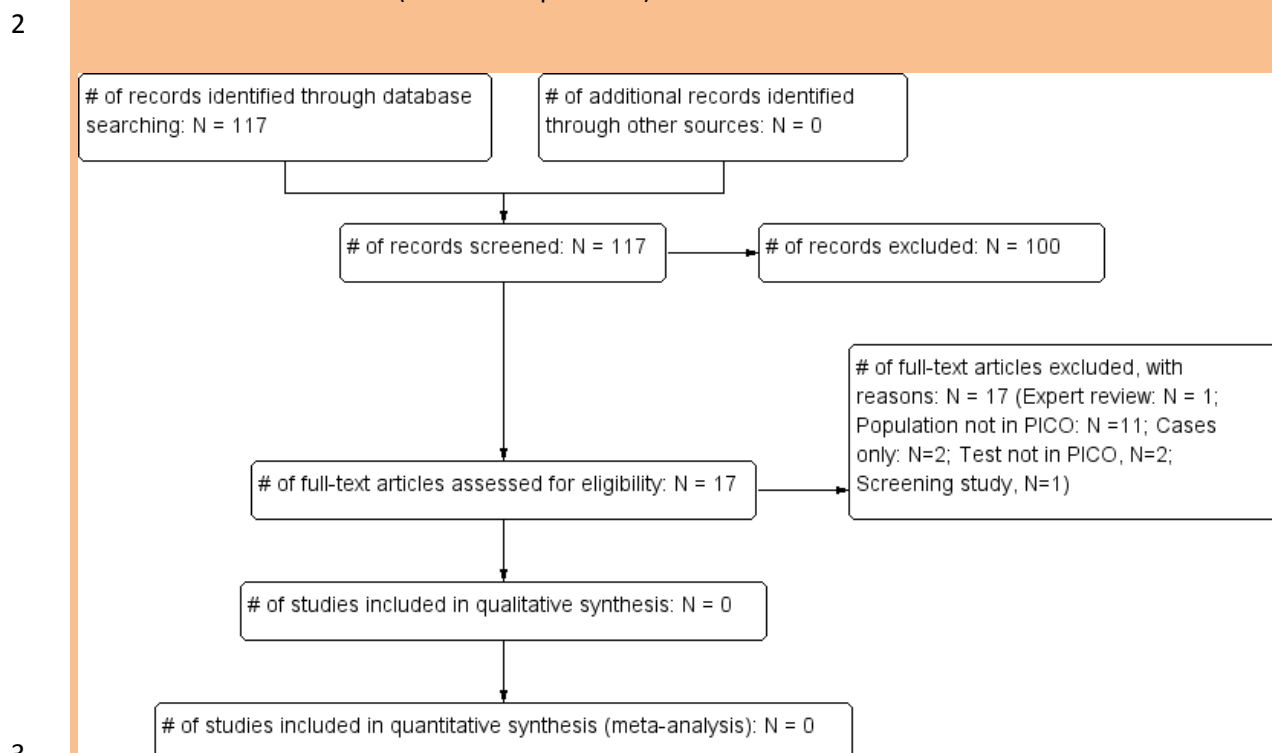 2
# of records identified through database
searching: N = 117
# of additional records identified
through other sources: N = 0
# of records screened: N = 117
# of records excluded: N = 100
# of full-text articles excluded, with
reasons: N = 17 (Expert review: N = 1;
Population not in PICO: N =11; Cases
only: N=2; Test not in PICO, N=2;
Screening study, N=1)
# of full-text articles assessed for eligibility: N = 17
# of studies included in qualitative synthesis: N = 0
# of studies included in quantitative synthesis (meta-analysis): N = 0
3